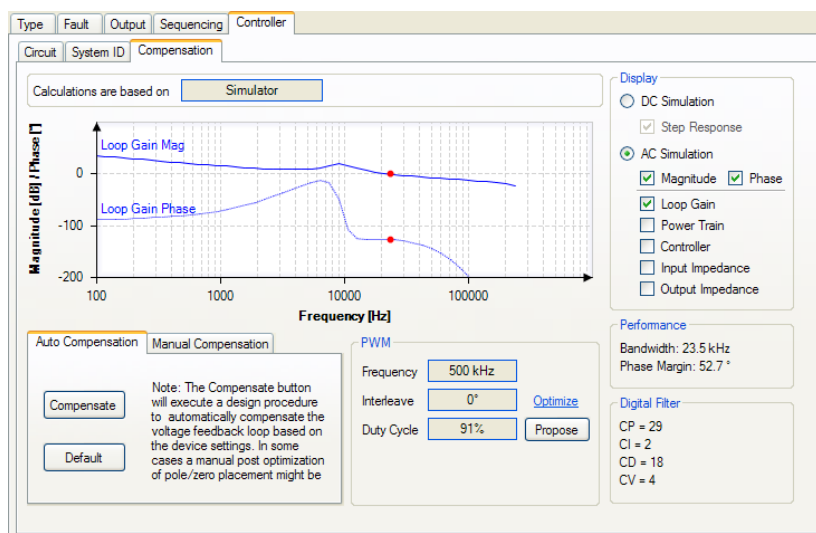 Type Fault Output Sequencing Controller
Circuit System ID Compensation
Calculations are based on Simulator
Magnitude [dB] / Phase [°]
Loop Gain Mag
Loop Gain Phase
0
-100
-200
100 1000 10000 100000
Frequency [Hz]
Display
DC Simulation
Step Response
AC Simulation
Magnitude Phase
Loop Gain
Power Train
Controller
Input Impedance
Output Impedance
Auto Compensation Manual Compensation
Compensate
Default
Note: The Compensate button
will execute a design procedure
to automatically compensate the
voltage feedback loop based on
the device settings. In some
cases a manual post optimization
of pole/zero placement might be
PWM
Frequency 500 kHz
Interleave 0° Optimize
Duty Cycle 91% Propose
Performance
Bandwidth: 23.5 kHz
Phase Margin: 52.7 °
Digital Filter
CP = 29
CI = 2
CD = 18
CV = 4